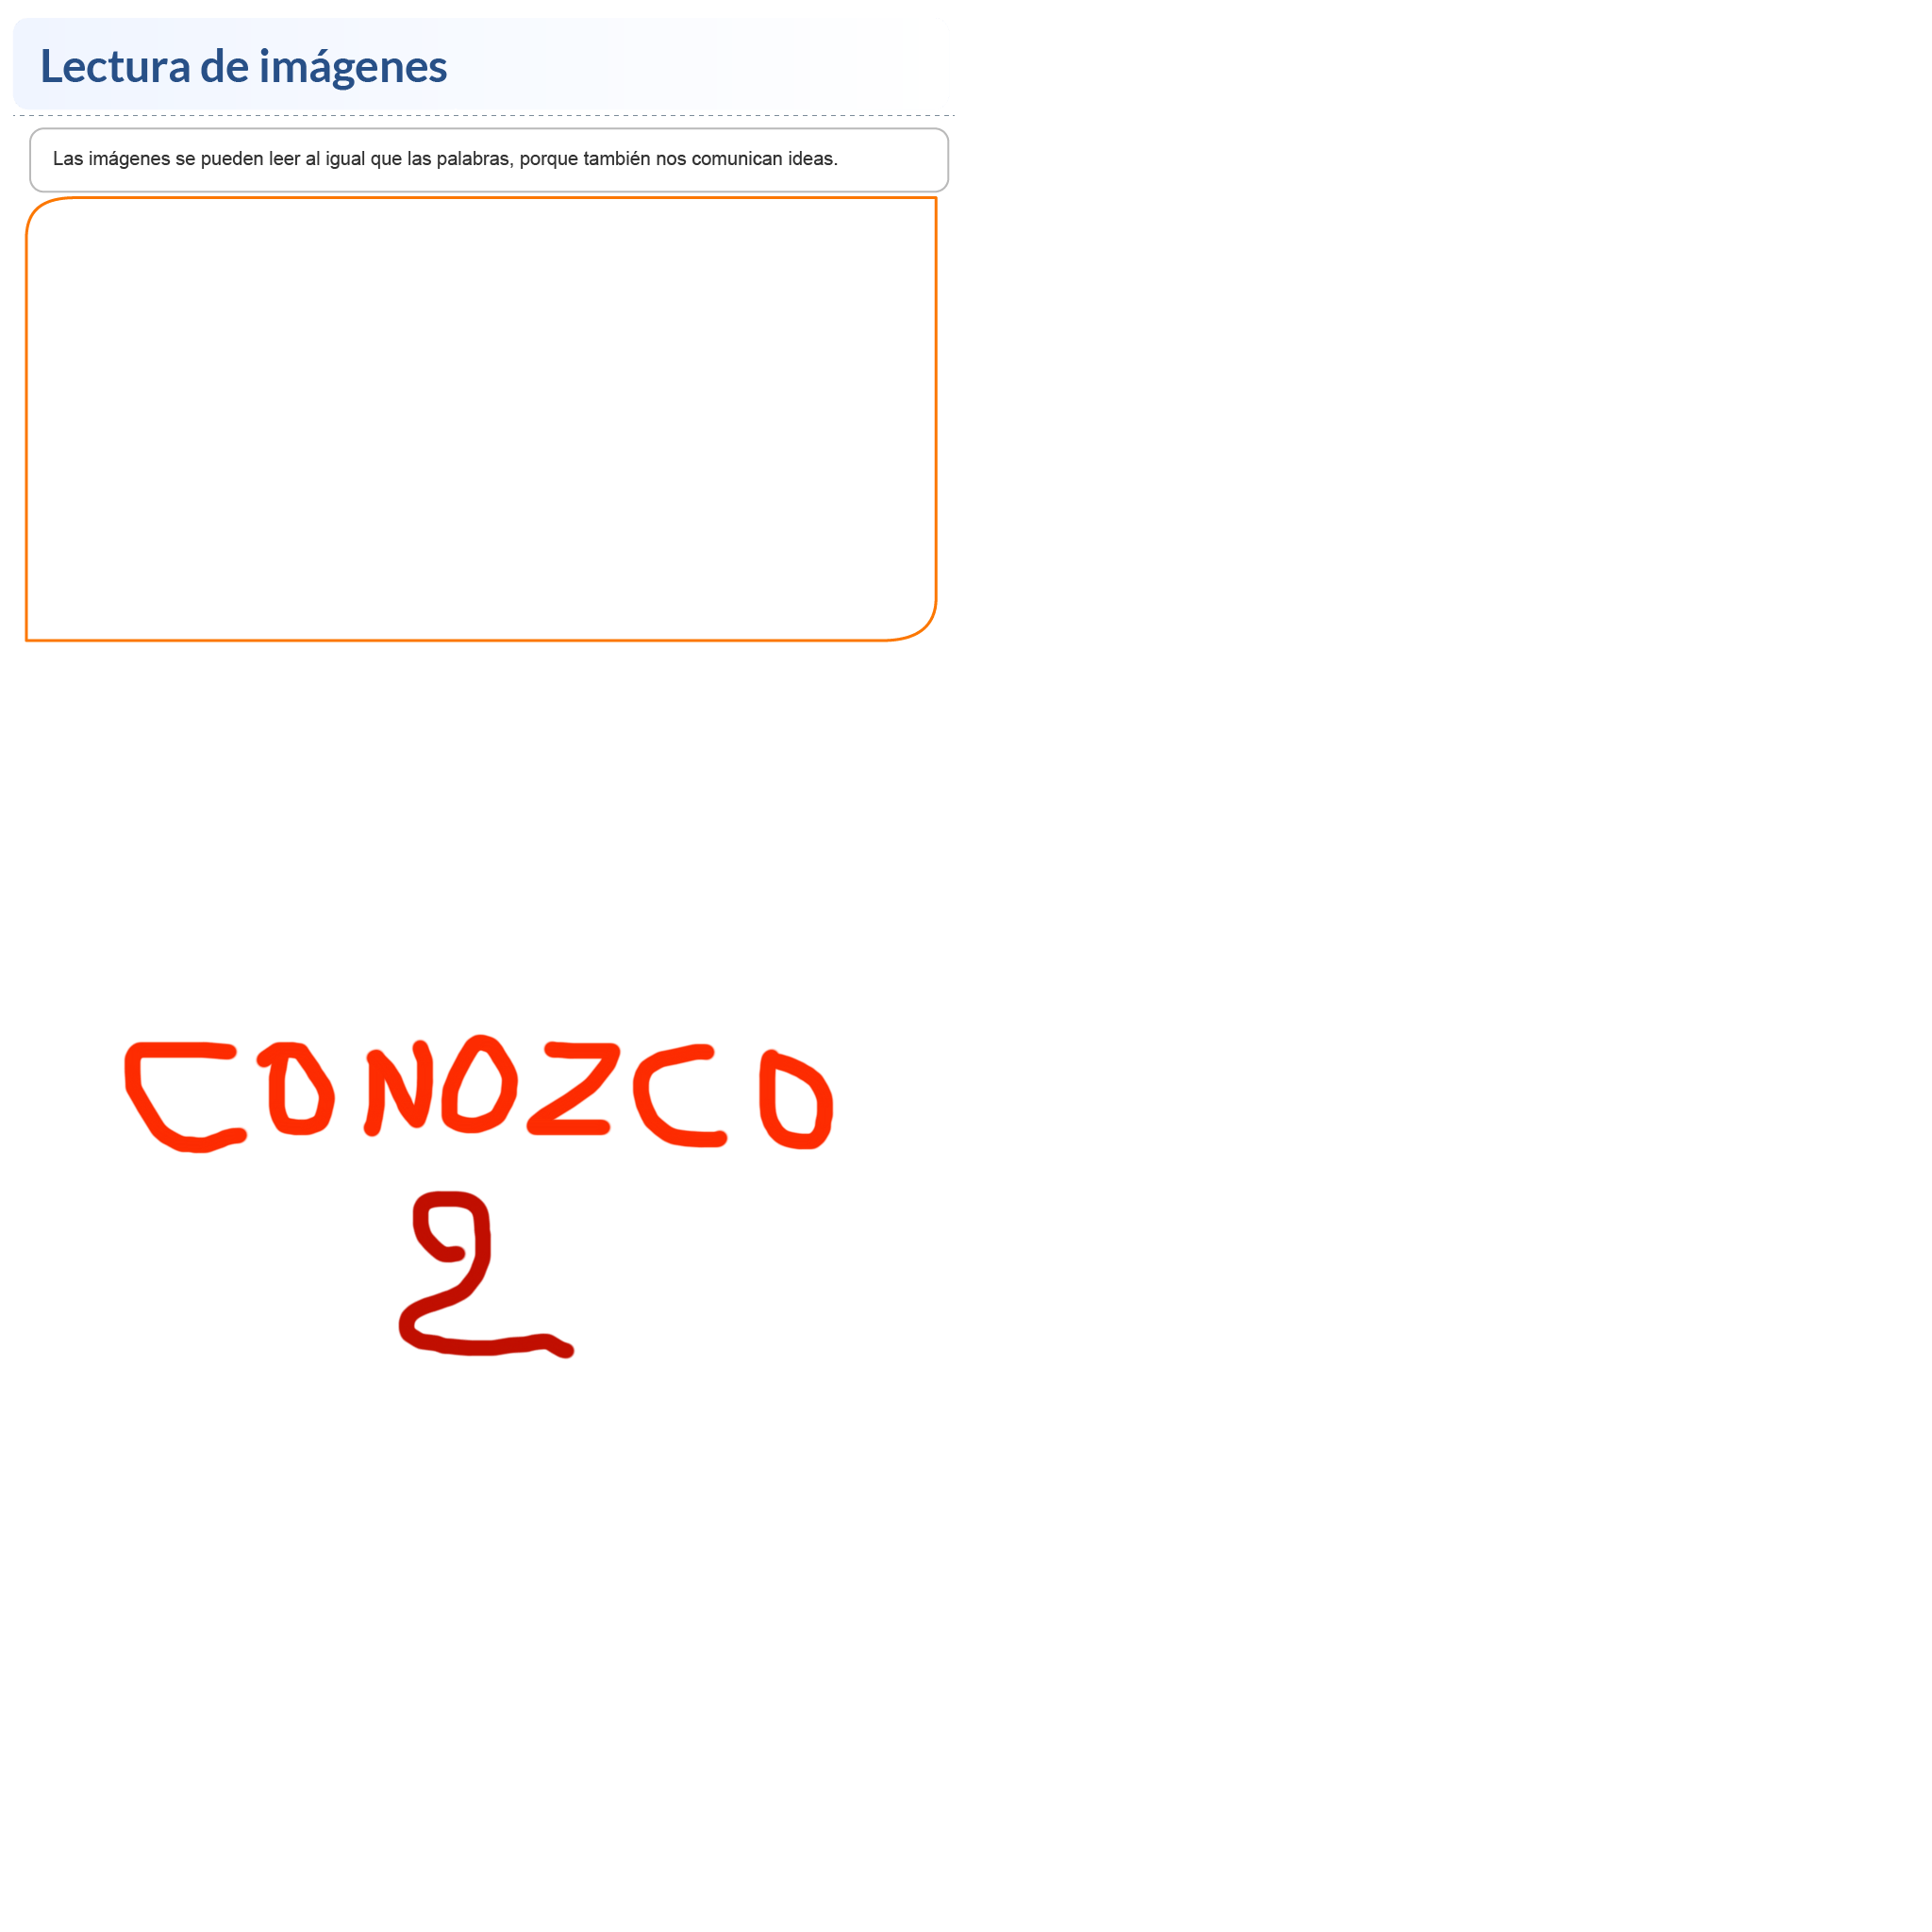 Lectura de imágenes
Las imágenes se pueden leer al igual que las palabras, porque también nos comunican ideas.
CONOZCO
2